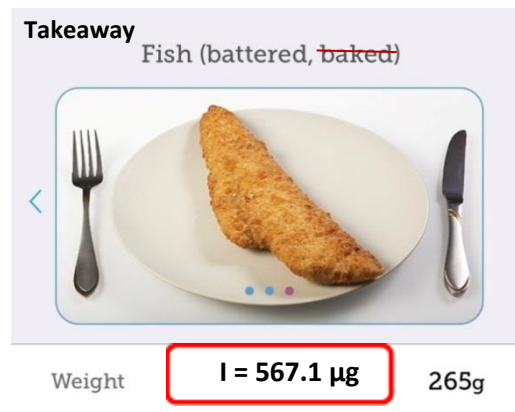 Takeaway
Fish (battered, baked)
Weight I = 567.1 µg 265g